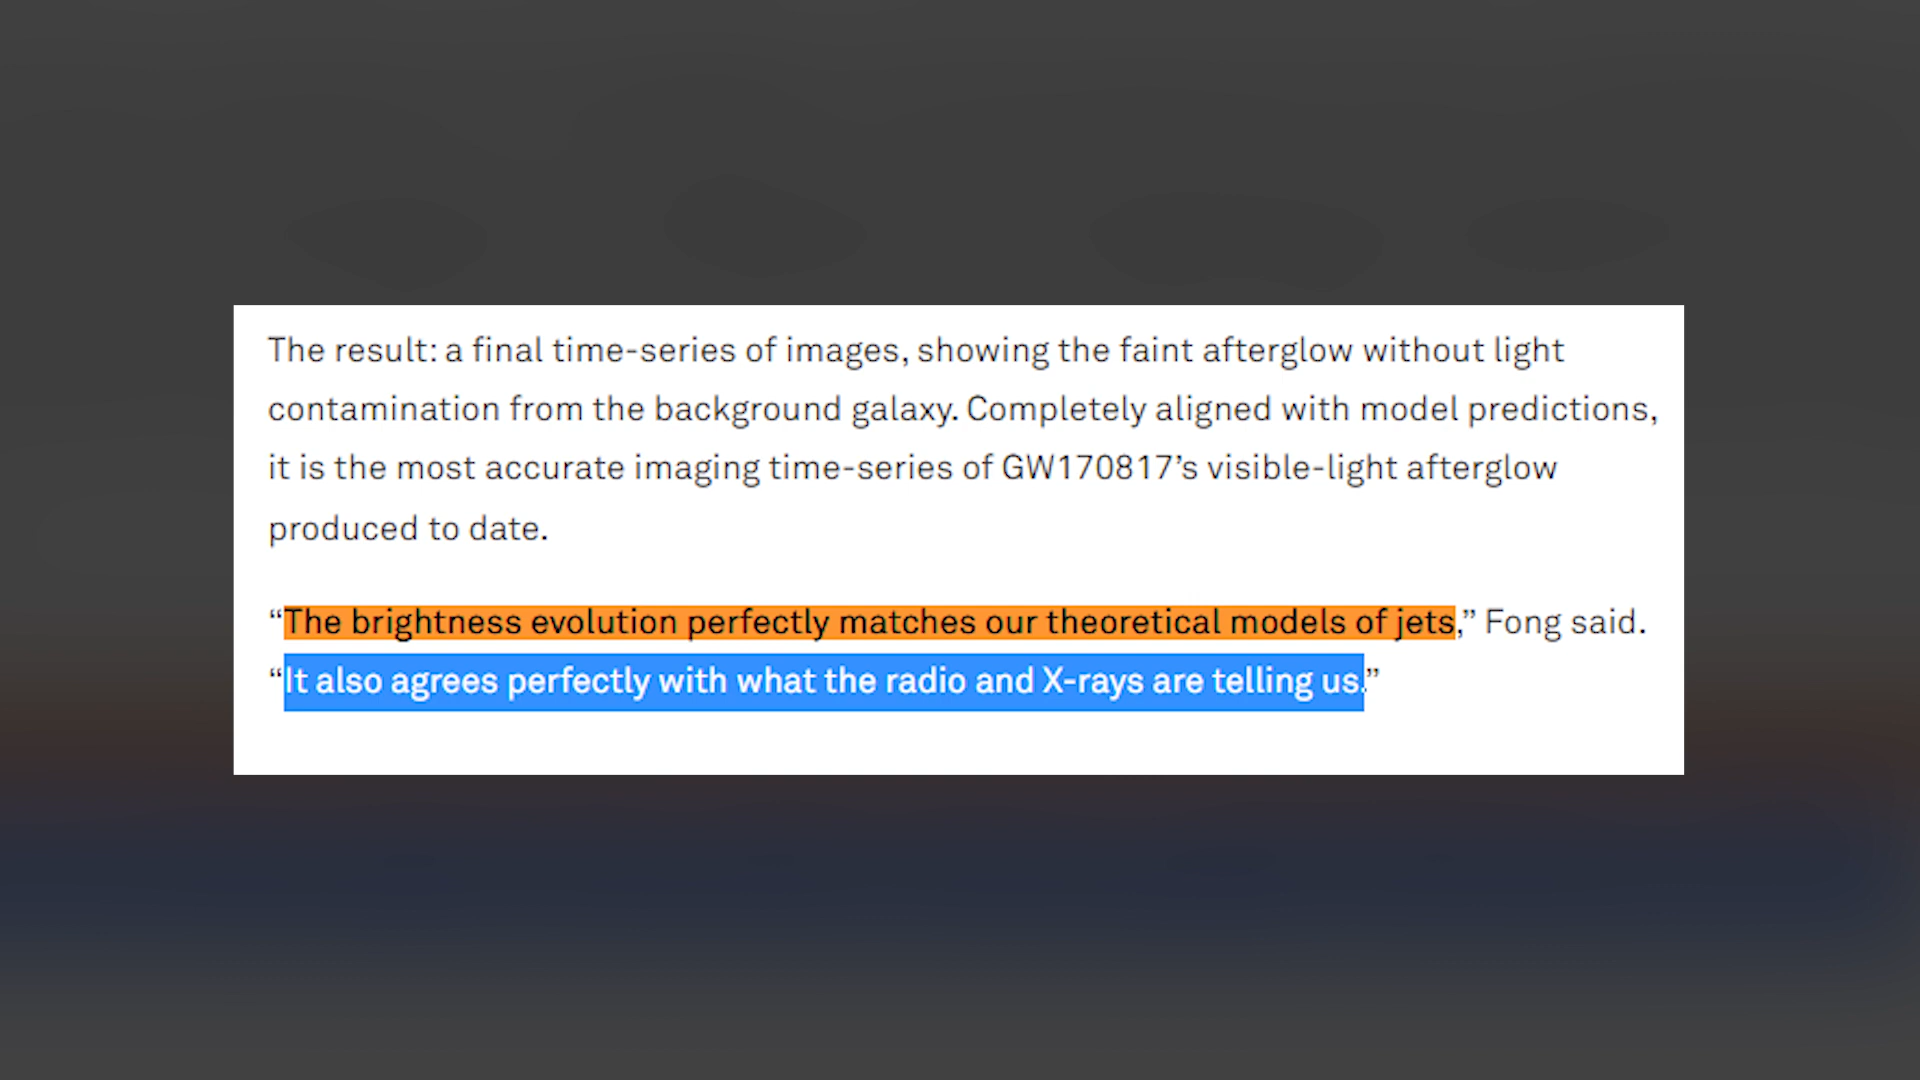 The result: a final time-series of images, showing the faint afterglow without light
contamination from the background galaxy. Completely aligned with model predictions,
it is the most accurate imaging time-series of GW170817’s visible-light afterglow
produced to date.
“The brightness evolution perfectly matches our theoretical models of jets,” Fong said.
“It also agrees perfectly with what the radio and X-rays are telling us.”